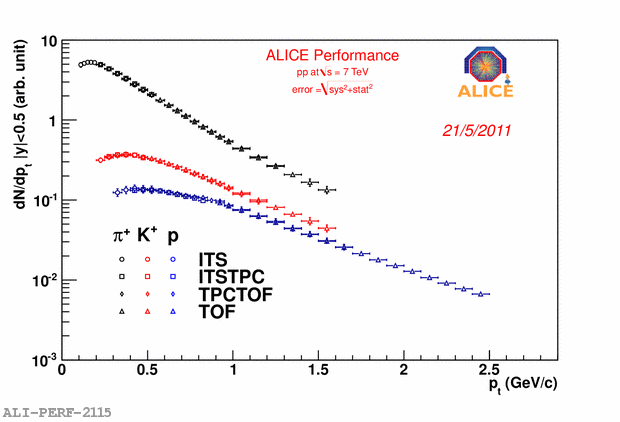 dN/dpt |y|<0.5 (arb. unit)
10
1
10-1
10-2
10-3
ALICE Performance
pp at √s = 7 TeV
error =√sys²+stat²
ALICE
21/5/2011
π+ K+ p
ITS
ITSTPC
TPCTOF
TOF
0 0.5 1 1.5 2 2.5
pt (GeV/c)
ALI-PERF-2115